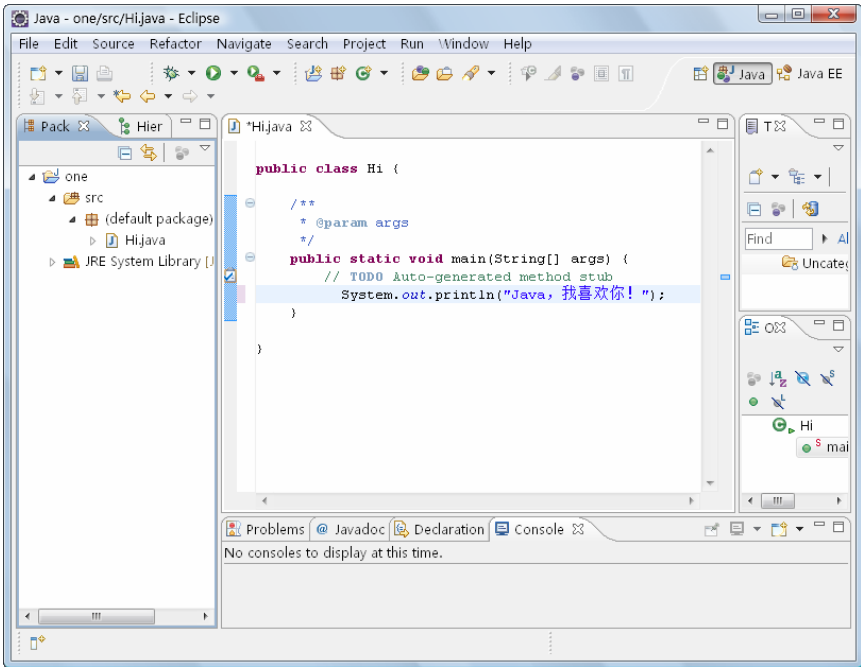 Java - one/src/Hi.java - Eclipse
File Edit Source Refactor Navigate Search Project Run Window Help
Java Java EE
Pack Hier
one
src
(default package)
Hi.java
JRE System Library [J
*Hi.java
public class Hi {
/**
* @param args
*/
public static void main(String[] args) {
// TODO Auto-generated method stub
System.out.println("Java，我喜欢你！");
}
}
T
Find Al
Uncateg
O
Hi
S mai
Problems @ Javadoc Declaration Console
No consoles to display at this time.